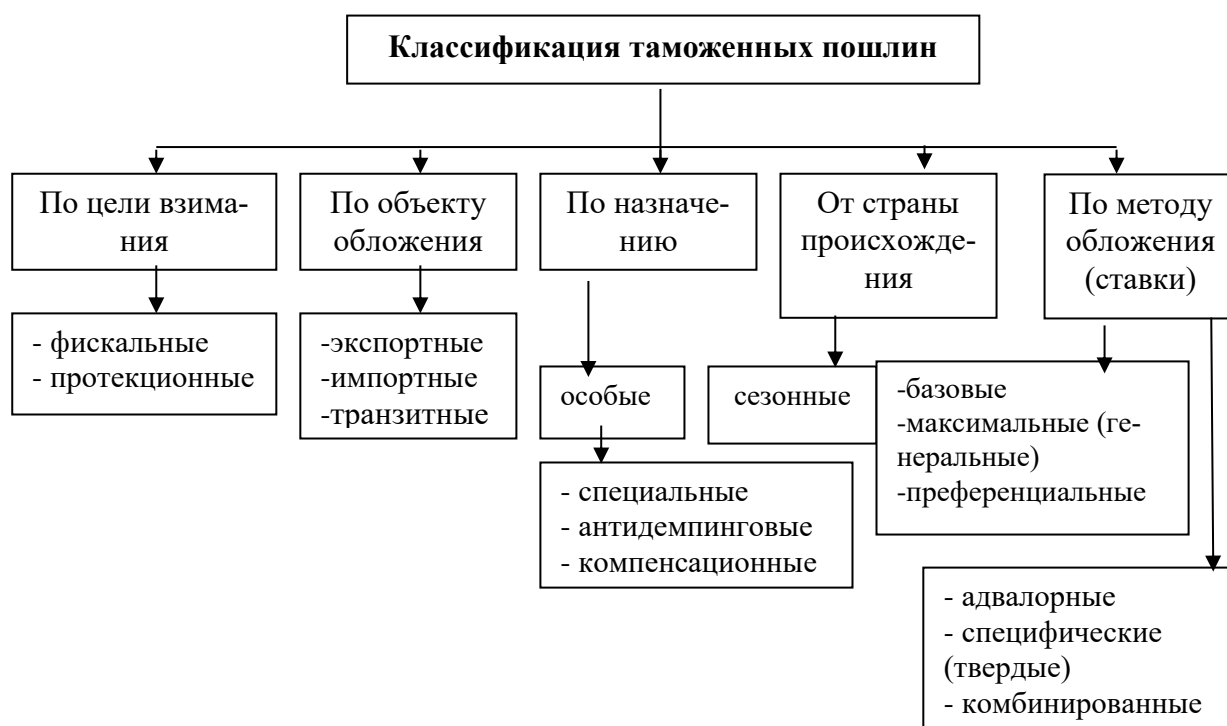 Классификация таможенных пошлин
По цели взима-
ния
По объекту
обложения
По назначе-
нию
От страны
происхожде-
ния
По методу
обложения
(ставки)
- фискальные
- протекционные
-экспортные
-импортные
-транзитные
особые
сезонные
-базовые
-максимальные (ге-
неральные)
-преференциальные
- специальные
- антидемпинговые
- компенсационные
- адвалорные
- специфические
(твердые)
- комбинированные